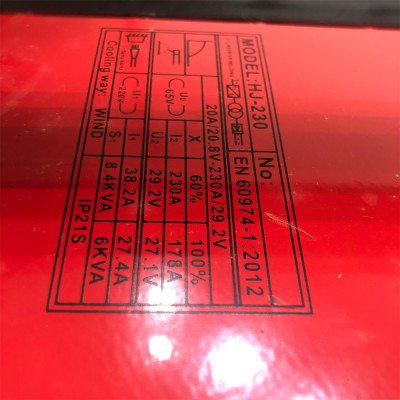 MODEL: HJ-230 No:
EN 60974-1:2012
20A/20.8V-230A/29.2V
X 60% 100%
U0 65V I2 230A 178A
U2 29.2V 27.1V
U1 220V I1 38.2A 27.4A
S1 8.4KVA 6KVA
Cooling way: WIND IP21S